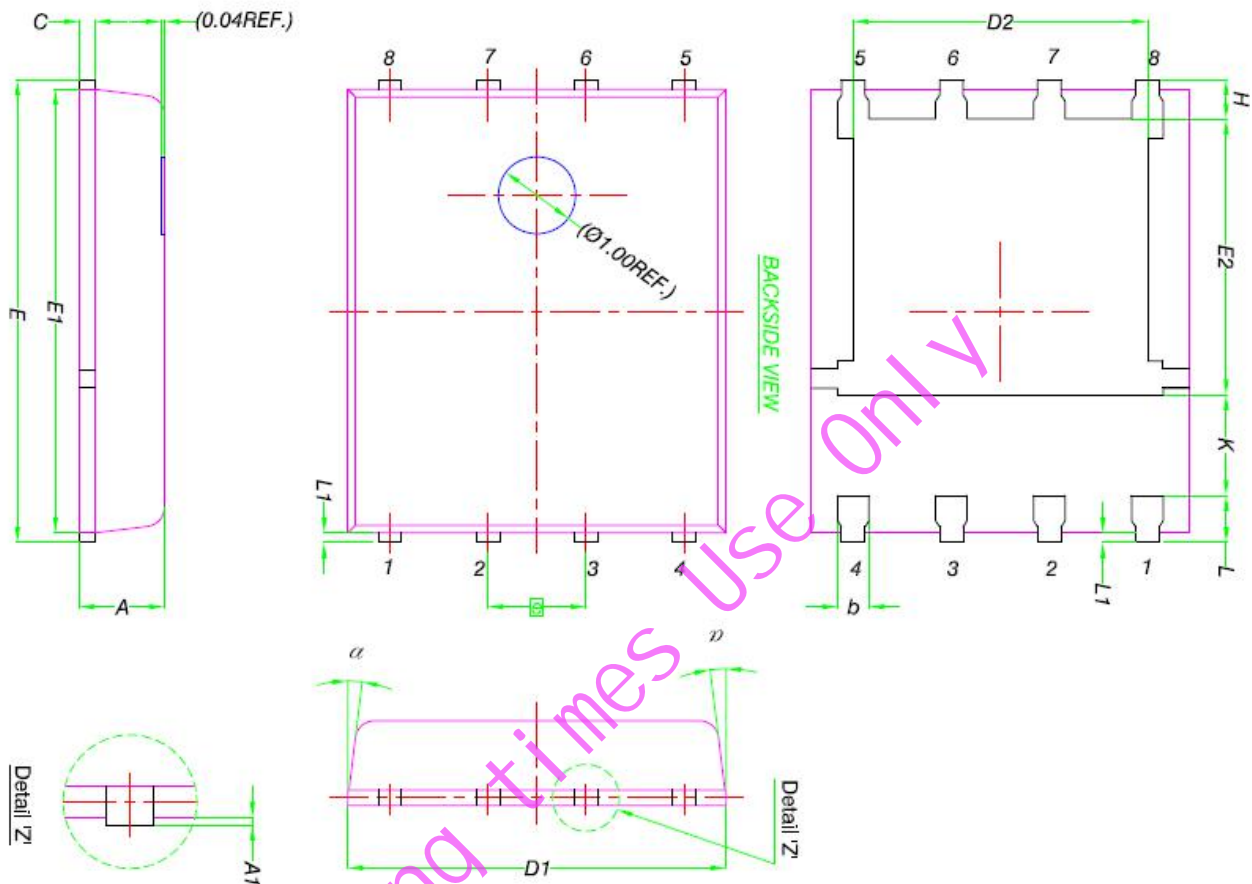 C
(0.04REF.)
E
E1
A
8 7 6 5
(Ø1.00REF.)
L1
1 2 3 4
e
BACKSIDE VIEW
D2
5 6 7 8
H
E2
K
L
L1
4 3 2 1
b
α
α
D1
Detail 'Z'
Detail 'Z'
A1
ng times Use Only